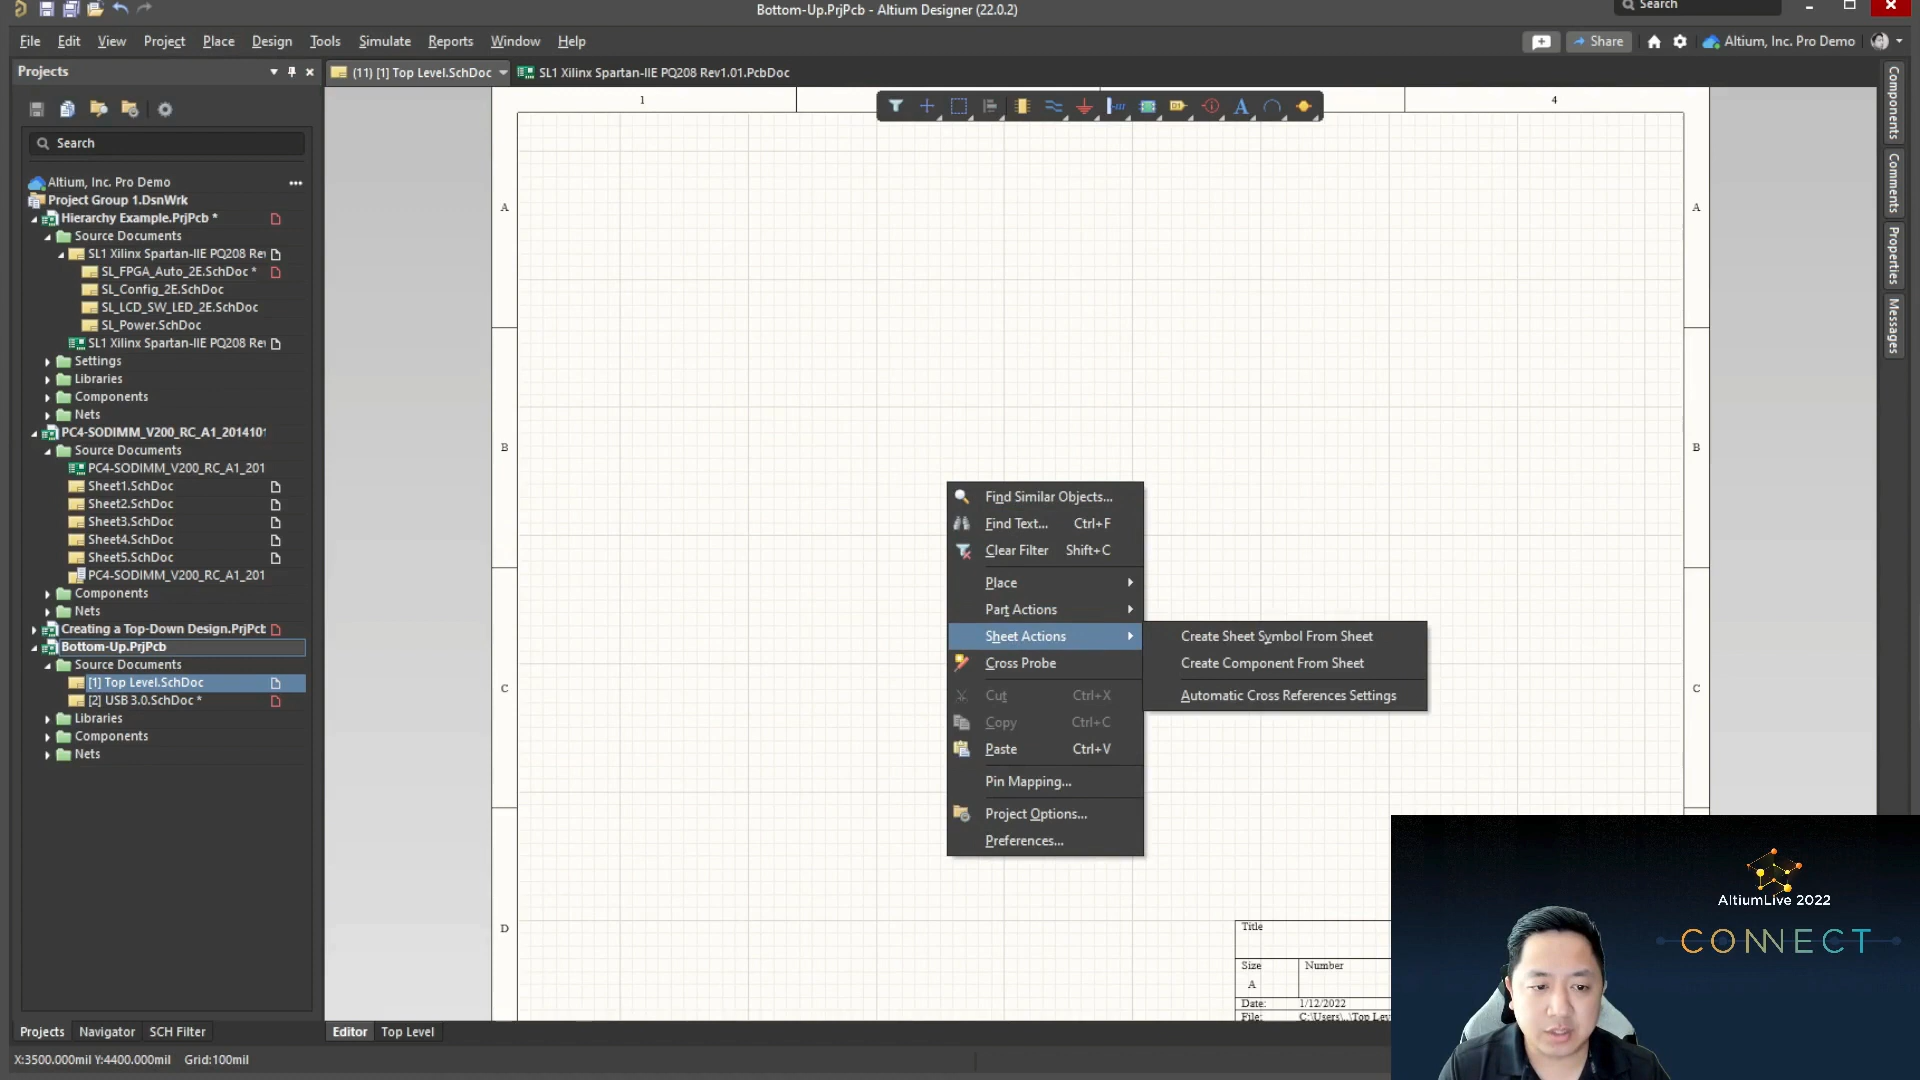 Bottom-Up.PrjPcb - Altium Designer (22.0.2)
Search
File Edit View Project Place Design Tools Simulate Reports Window Help
Share
Altium, Inc. Pro Demo
Projects
(11) [1] Top Level.SchDoc
SL1 Xilinx Spartan-IIE PQ208 Rev1.01.PcbDoc
Search
Altium, Inc. Pro Demo
Project Group 1.DsnWrk
Hierarchy Example.PrjPcb *
Source Documents
SL1 Xilinx Spartan-IIE PQ208 Rev
SL_FPGA_Auto_2E.SchDoc *
SL_Config_2E.SchDoc
SL_LCD_SW_LED_2E.SchDoc
SL_Power.SchDoc
SL1 Xilinx Spartan-IIE PQ208 Rev
Settings
Libraries
Components
Nets
PC4-SODIMM_V200_RC_A1_201410
Source Documents
PC4-SODIMM_V200_RC_A1_201
Sheet1.SchDoc
Sheet2.SchDoc
Sheet3.SchDoc
Sheet4.SchDoc
Sheet5.SchDoc
PC4-SODIMM_V200_RC_A1_201
Components
Nets
Creating a Top-Down Design.PrjPcb
Bottom-Up.PrjPcb
Source Documents
[1] Top Level.SchDoc
[2] USB 3.0.SchDoc *
Libraries
Components
Nets
Projects Navigator SCH Filter
X:3500.000mil Y:4400.000mil Grid:100mil
1
4
A
A
B
B
C
C
D
Find Similar Objects...
Find Text... Ctrl+F
Clear Filter Shift+C
Place
Part Actions
Sheet Actions
Cross Probe
Cut Ctrl+X
Copy Ctrl+C
Paste Ctrl+V
Pin Mapping...
Project Options...
Preferences...
Create Sheet Symbol From Sheet
Create Component From Sheet
Automatic Cross References Settings
Title
Size
Number
A
Date: 1/12/2022
File: C:\Users\..\Top Lev
Editor Top Level
Components
Comments
Properties
Messages
AltiumLive 2022
CONNECT